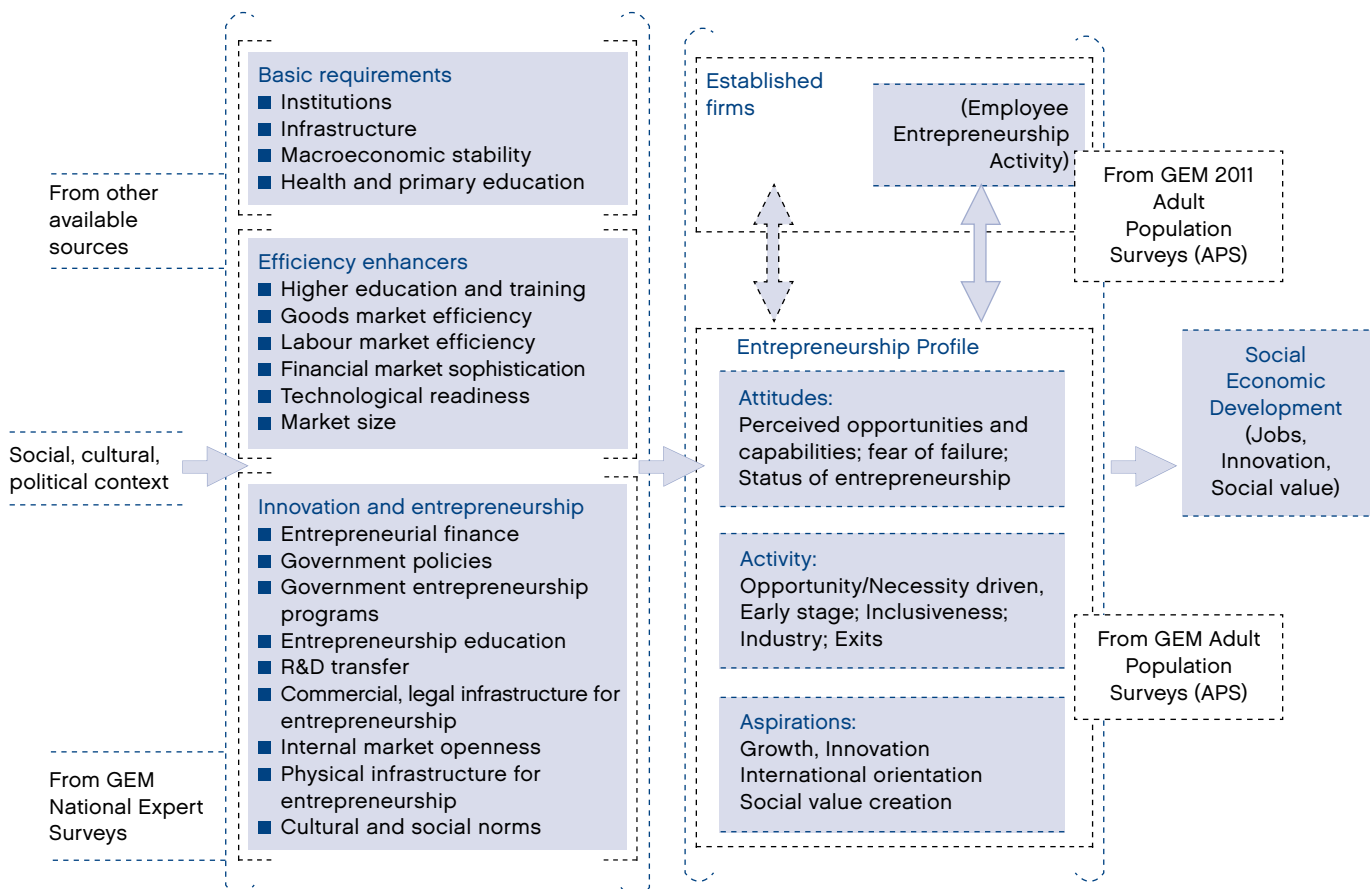 From other
available
sources
Social, cultural,
political context
From GEM
National Expert
Surveys
Basic requirements
Institutions
Infrastructure
Macroeconomic stability
Health and primary education
Efficiency enhancers
Higher education and training
Goods market efficiency
Labour market efficiency
Financial market sophistication
Technological readiness
Market size
Innovation and entrepreneurship
Entrepreneurial finance
Government policies
Government entrepreneurship
programs
Entrepreneurship education
R&D transfer
Commercial, legal infrastructure for
entrepreneurship
Internal market openness
Physical infrastructure for
entrepreneurship
Cultural and social norms
Established
firms
(Employee
Entrepreneurship
Activity)
From GEM 2011
Adult
Population
Surveys (APS)
Entrepreneurship Profile
Attitudes:
Perceived opportunities and
capabilities; fear of failure;
Status of entrepreneurship
Activity:
Opportunity/Necessity driven,
Early stage; Inclusiveness;
Industry; Exits
Aspirations:
Growth, Innovation
International orientation
Social value creation
From GEM Adult
Population
Surveys (APS)
Social
Economic
Development
(Jobs,
Innovation,
Social value)